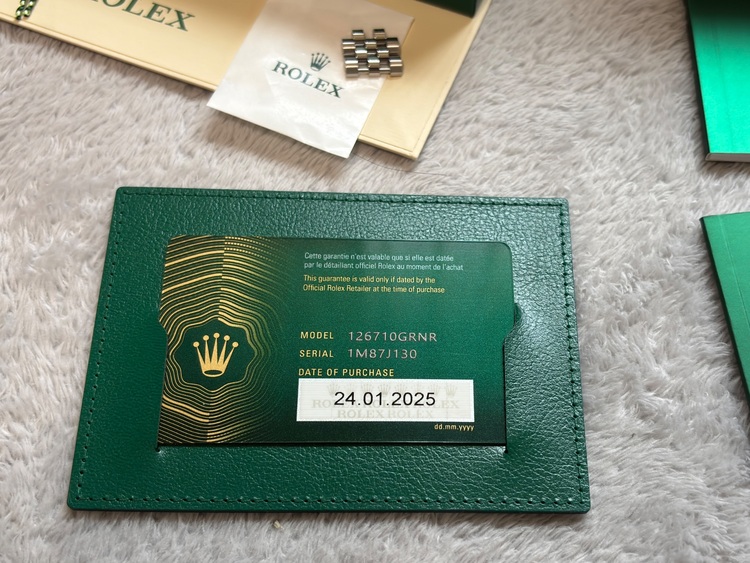 ROLEX
ROLEX
Cette garantie n'est valable que si elle est datée
par le détaillant officiel Rolex au moment de l'achat
This guarantee is valid only if dated by the
Official Rolex Retailer at the time of purchase
MODEL 126710GRNR
SERIAL 1M87J130
DATE OF PURCHASE
24.01.2025
ROLEX ROLEX
dd.mm.yyyy